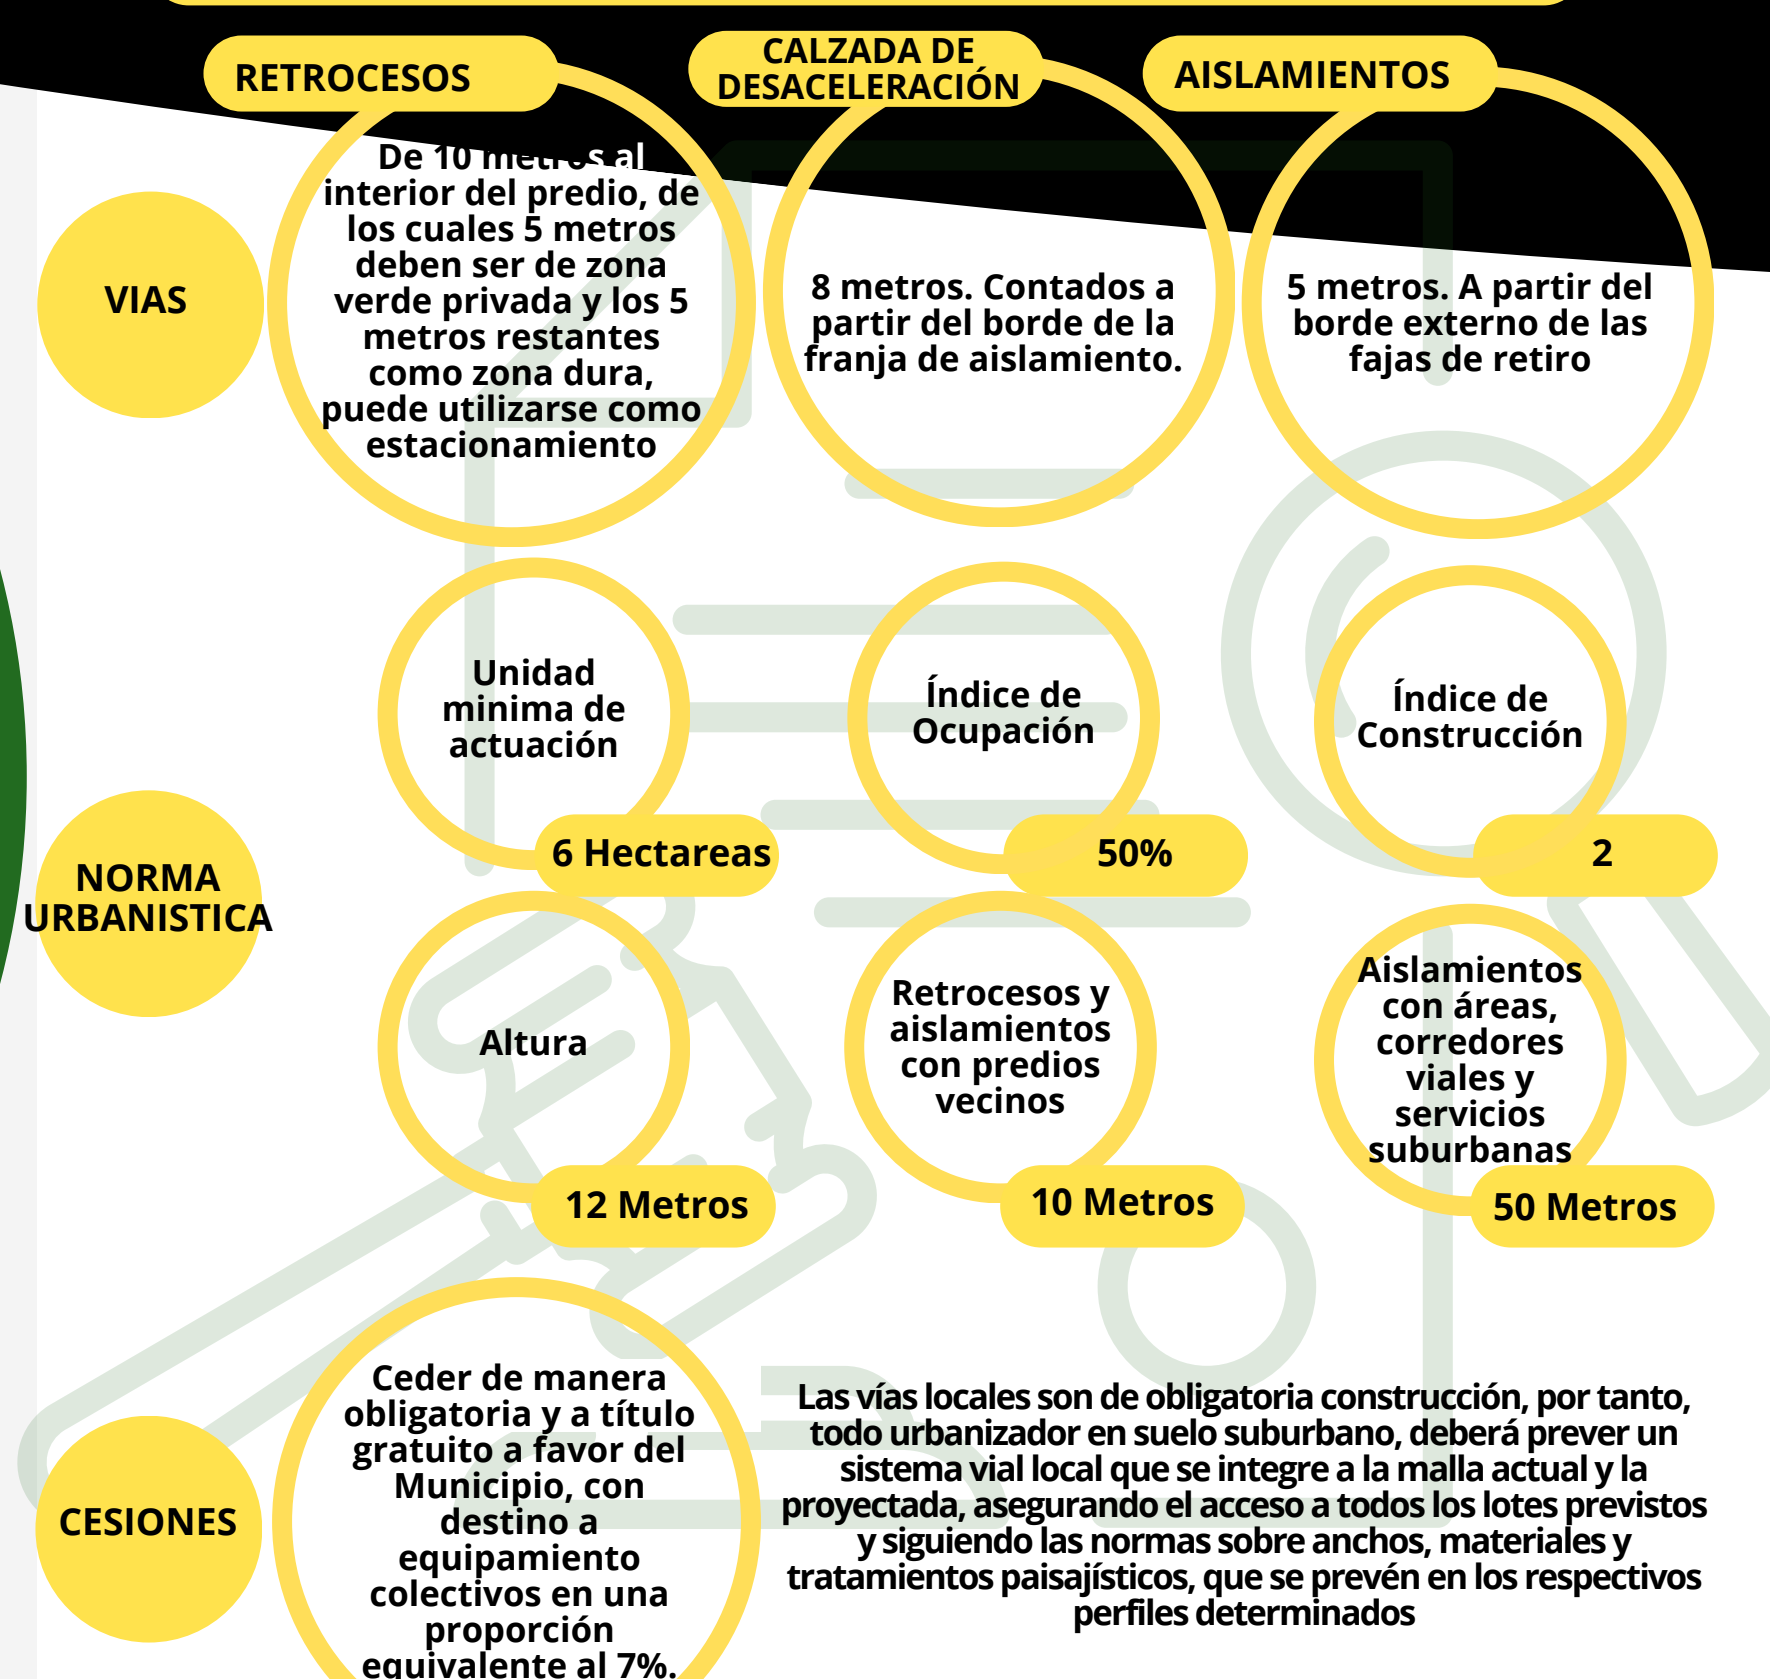 RETROCESOS
CALZADA DE
DESACELERACIÓN
AISLAMIENTOS
VIAS
De 10 metros al
interior del predio, de
los cuales 5 metros
deben ser de zona
verde privada y los 5
metros restantes
como zona dura,
puede utilizarse como
estacionamiento
8 metros. Contados a
partir del borde de la
franja de aislamiento.
5 metros. A partir del
borde externo de las
fajas de retiro
NORMA
URBANISTICA
Unidad
minima de
actuación
6 Hectareas
Índice de
Ocupación
50%
Índice de
Construcción
2
Altura
12 Metros
Retrocesos y
aislamientos
con predios
vecinos
10 Metros
Aislamientos
con áreas,
corredores
viales y
servicios
suburbanas
50 Metros
CESIONES
Ceder de manera
obligatoria y a título
gratuito a favor del
Municipio, con
destino a
equipamiento
colectivos en una
proporción
equivalente al 7%.
Las vías locales son de obligatoria construcción, por tanto,
todo urbanizador en suelo suburbano, deberá prever un
sistema vial local que se integre a la malla actual y la
proyectada, asegurando el acceso a todos los lotes previstos
y siguiendo las normas sobre anchos, materiales y
tratamientos paisajísticos, que se prevén en los respectivos
perfiles determinados